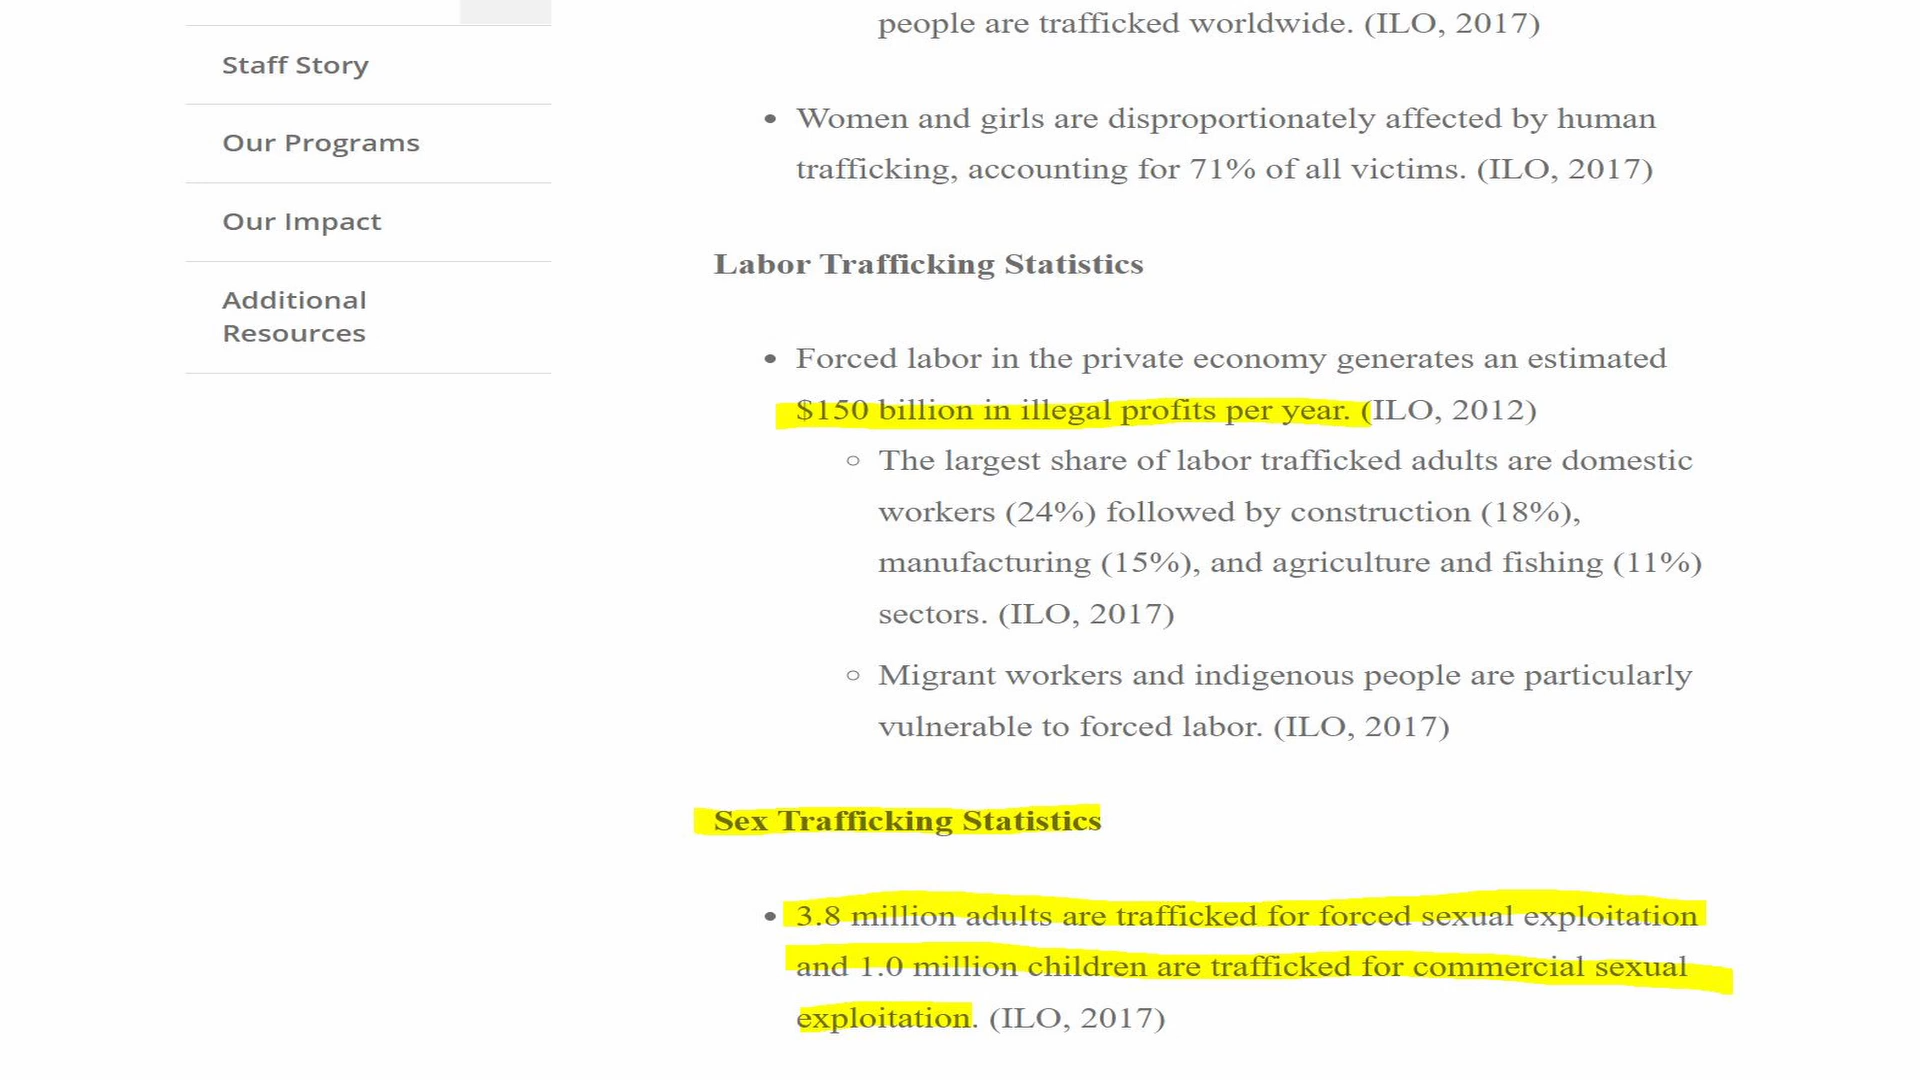 Staff Story
Our Programs
Our Impact
Additional
Resources
people are trafficked worldwide. (ILO, 2017)
• Women and girls are disproportionately affected by human
trafficking, accounting for 71% of all victims. (ILO, 2017)
Labor Trafficking Statistics
• Forced labor in the private economy generates an estimated
$150 billion in illegal profits per year. (ILO, 2012)
○ The largest share of labor trafficked adults are domestic
workers (24%) followed by construction (18%),
manufacturing (15%), and agriculture and fishing (11%)
sectors. (ILO, 2017)
○ Migrant workers and indigenous people are particularly
vulnerable to forced labor. (ILO, 2017)
Sex Trafficking Statistics
• 3.8 million adults are trafficked for forced sexual exploitation
and 1.0 million children are trafficked for commercial sexual
exploitation. (ILO, 2017)